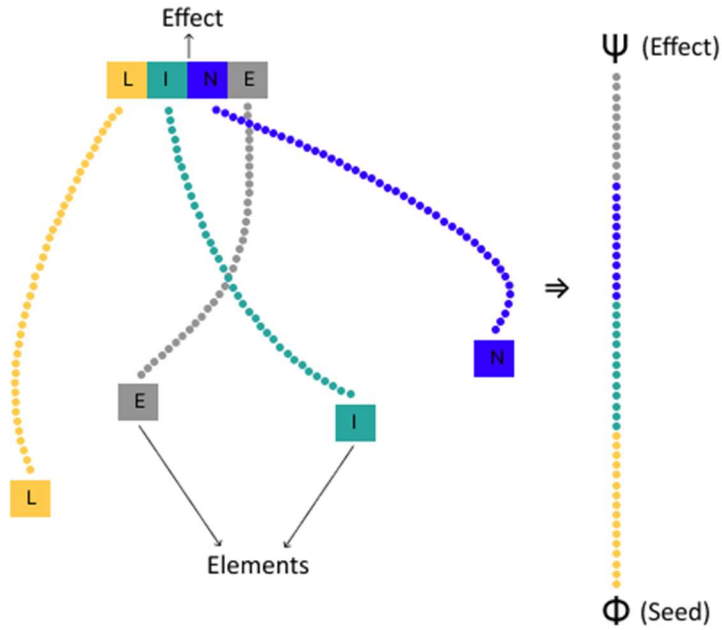 Effect
L I N E
Ψ (Effect)
⇒
N
E
I
L
Elements
Φ (Seed)